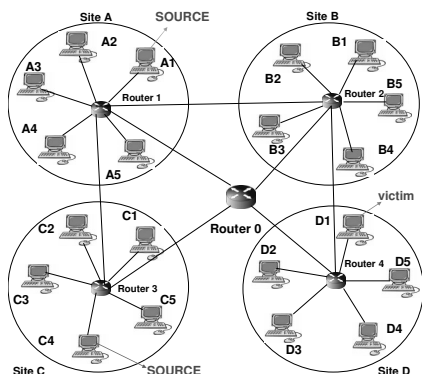 Site A
SOURCE
A2
A1
A3
Router 1
A4
A5
Site B
B1
B2
B5
Router 2
B3
B4
Router 0
C1
C2
C3
Router 3
C5
C4
SOURCE
Site C
victim
D1
D2
Router 4
D5
D3
D4
Site D